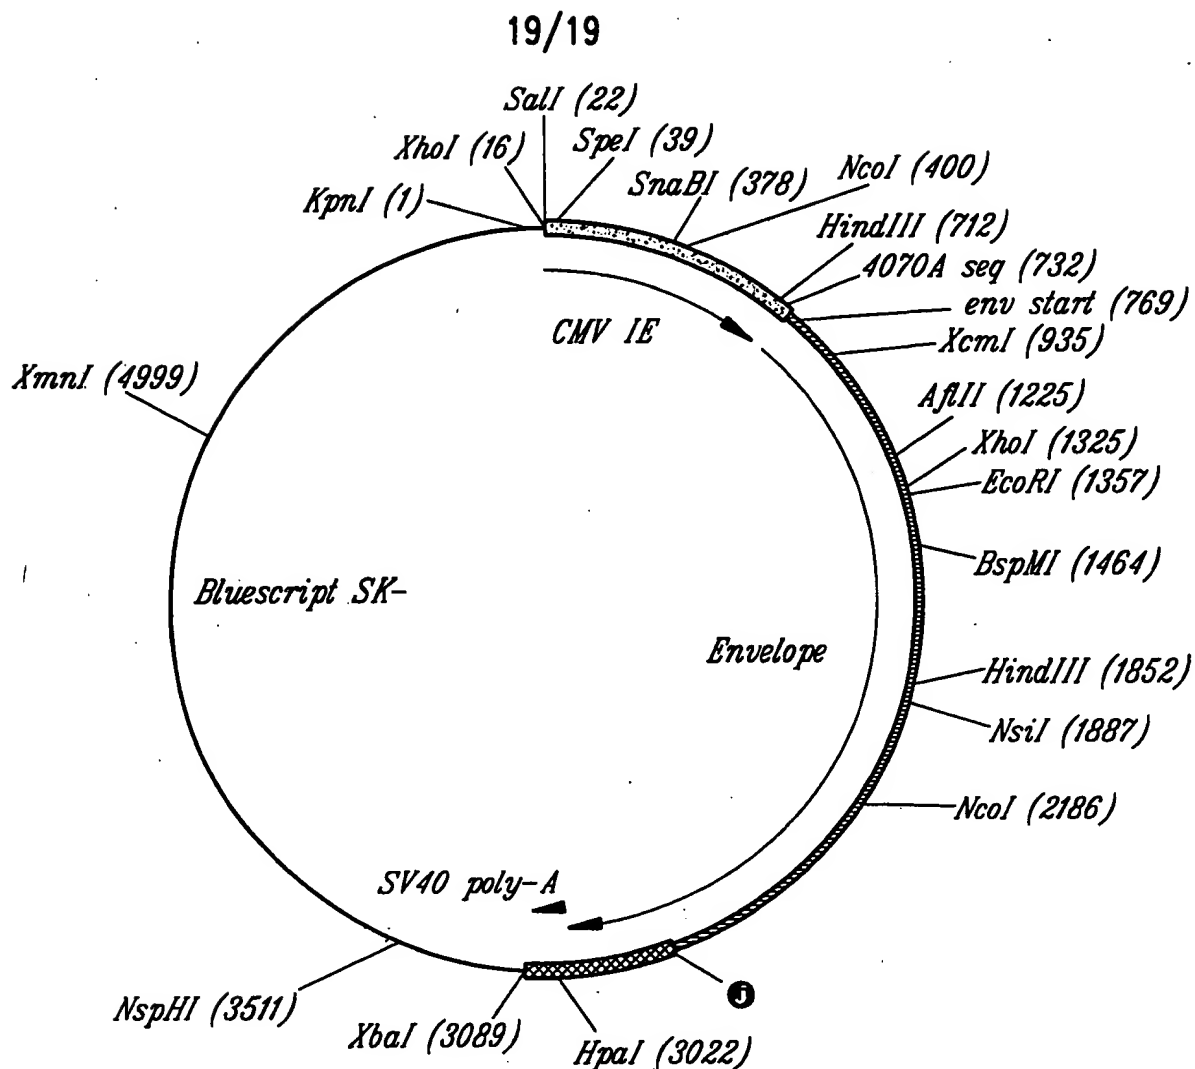 19/19
SalI (22)
XhoI (16)
SpeI (39)
KpnI (1)
SnaBI (378)
NcoI (400)
HindIII (712)
4070A seq (732)
env start (769)
CMV IE
XcmI (935)
XmnI (4999)
AflII (1225)
XhoI (1325)
EcoRI (1357)
BspMI (1464)
Bluescript SK-
Envelope
HindIII (1852)
NsiI (1887)
NcoI (2186)
SV40 poly-A
j
NspHI (3511)
XbaI (3089)
HpaI (3022)